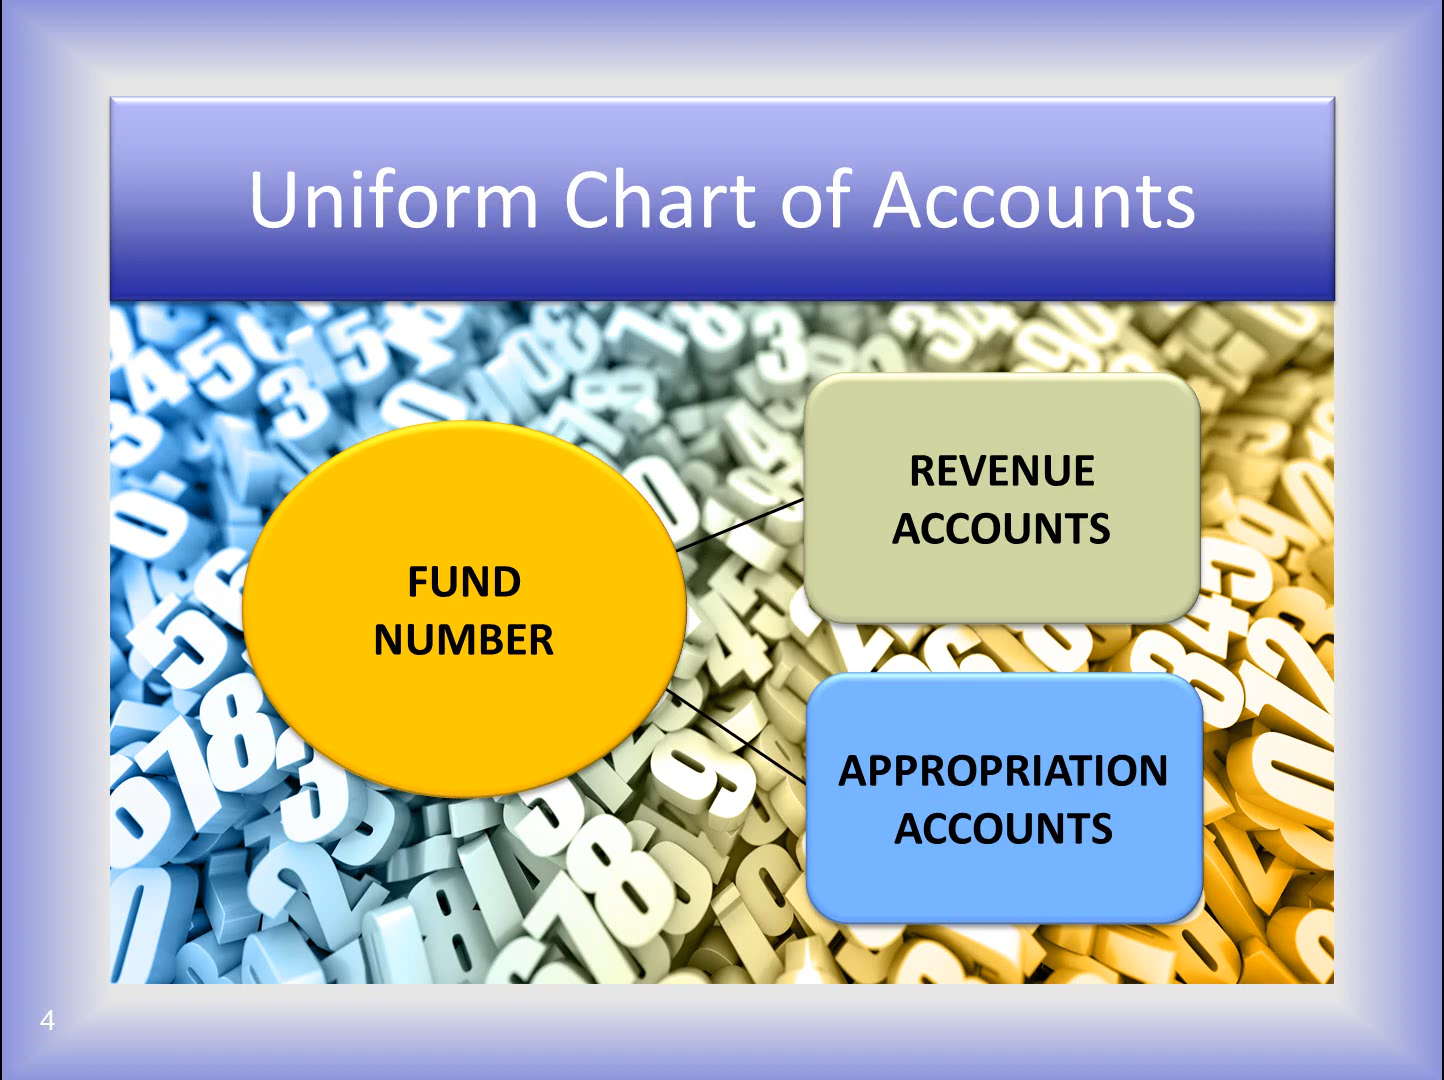 Uniform Chart of Accounts
FUND
NUMBER
REVENUE
ACCOUNTS
APPROPRIATION
ACCOUNTS
4